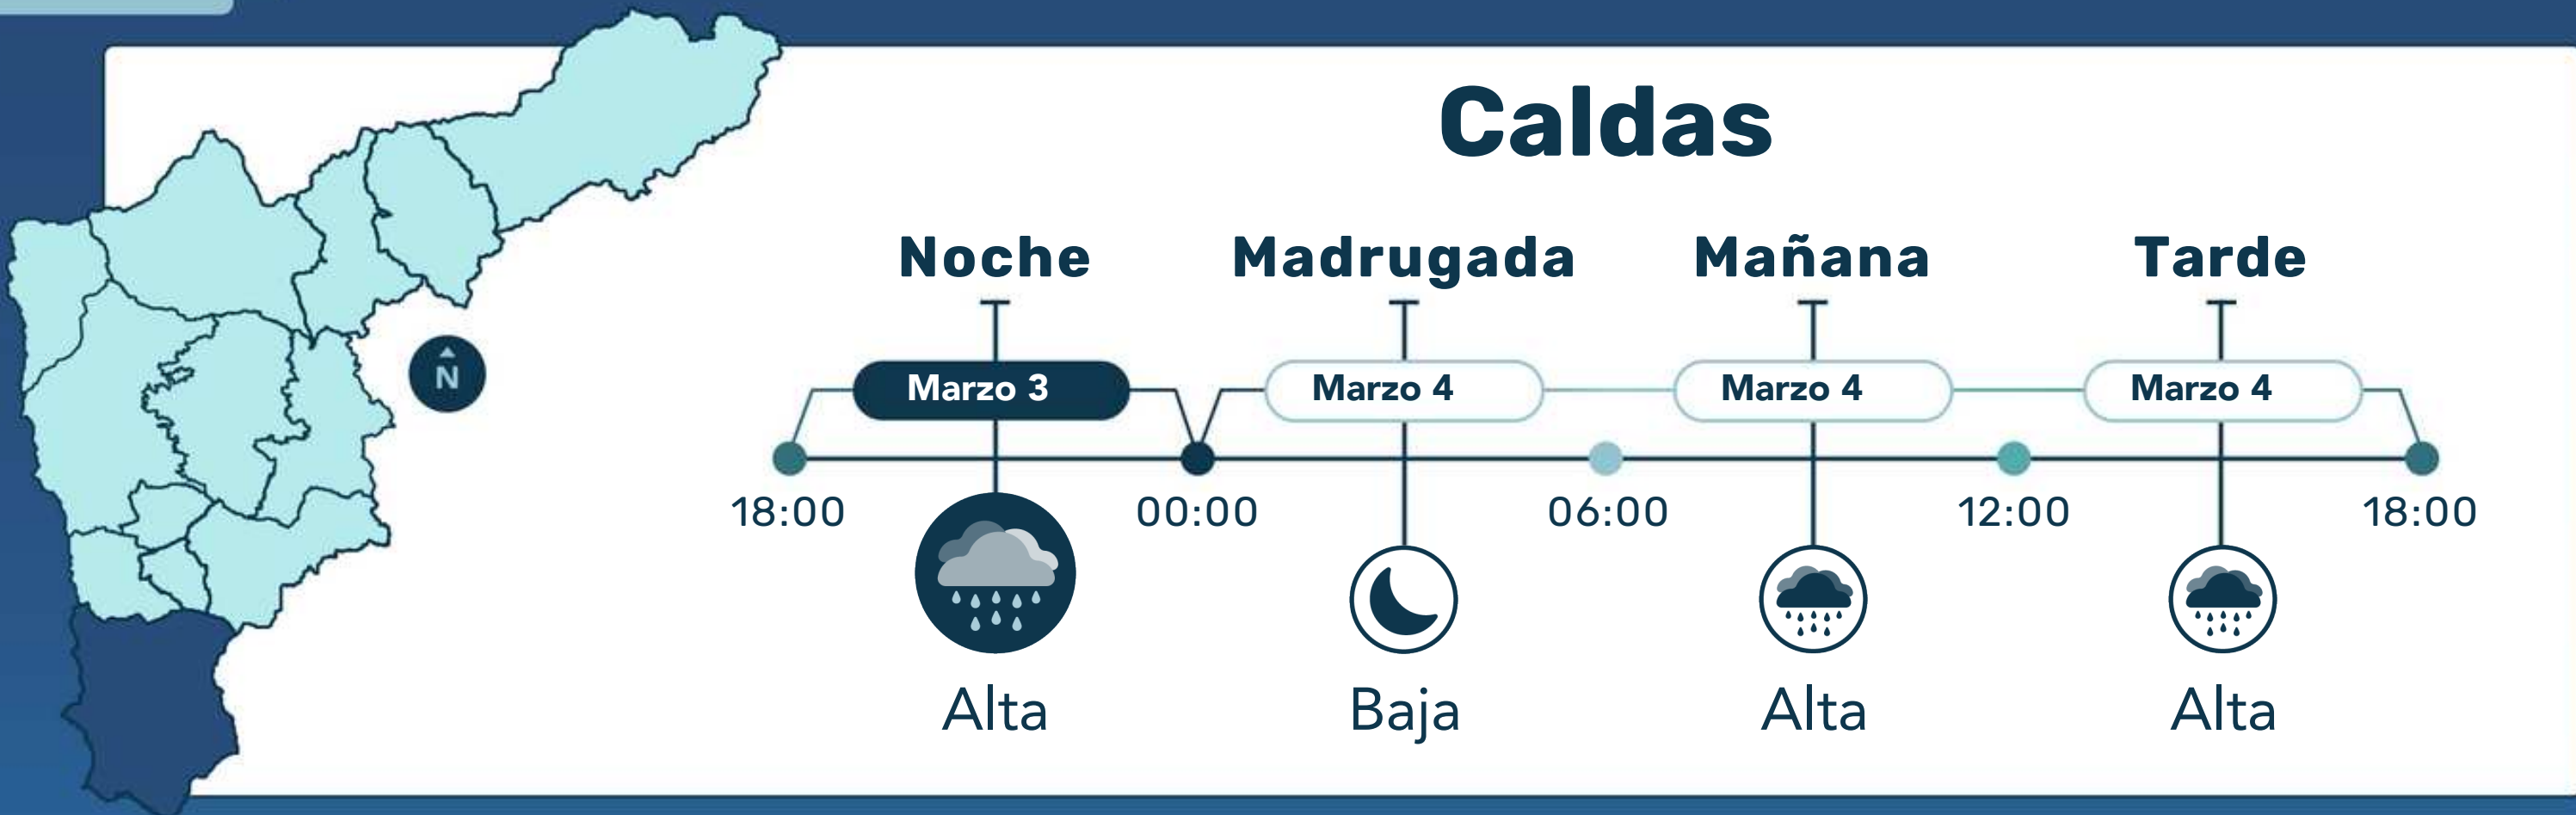 Caldas
Noche Madrugada Mañana Tarde
N
Marzo 3 Marzo 4 Marzo 4 Marzo 4
18:00 00:00 06:00 12:00 18:00
Alta Baja Alta Alta